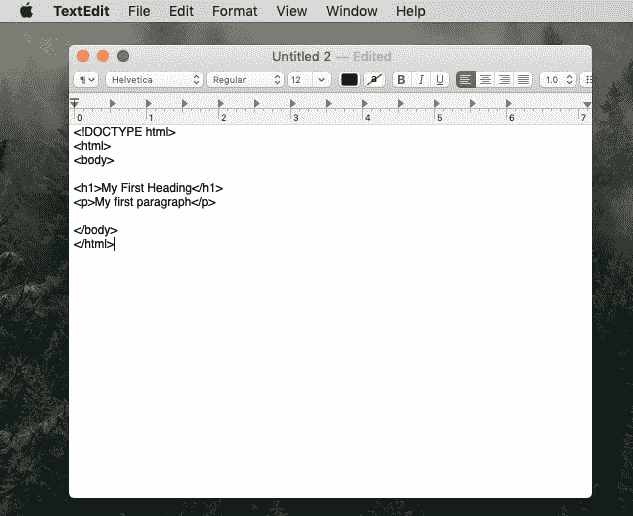 TextEdit File Edit Format View Window Help
Untitled 2 — Edited
¶ Helvetica Regular 12 a B I U 1.0
0 1 2 3 4 5 6 7
<!DOCTYPE html>
<html>
<body>
<h1>My First Heading</h1>
<p>My first paragraph</p>
</body>
</html>